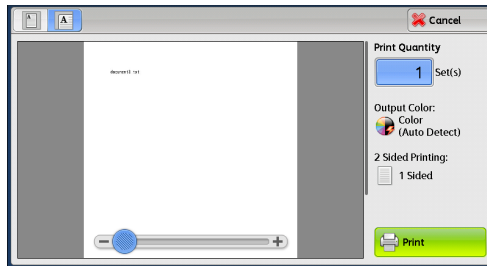 A
A
Cancel
Print Quantity
1 Set(s)
Output Color:
Color
(Auto Detect)
2 Sided Printing:
1 Sided
Print